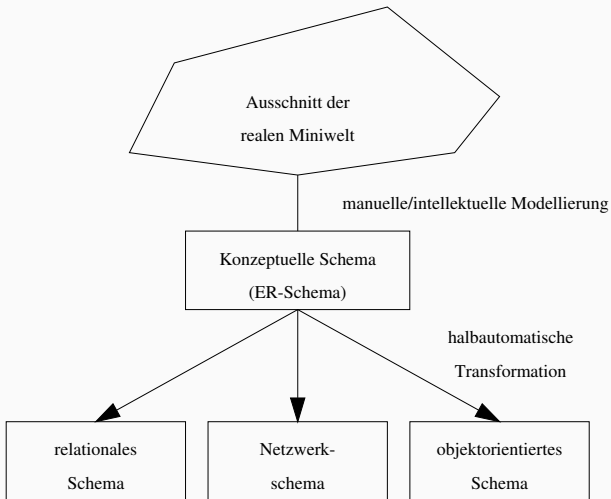 Ausschnitt der
realen Miniwelt
manuelle/intellektuelle Modellierung
Konzeptuelle Schema
(ER-Schema)
halbautomatische
Transformation
relationales
Schema
Netzwerk-
schema
objektorientiertes
Schema